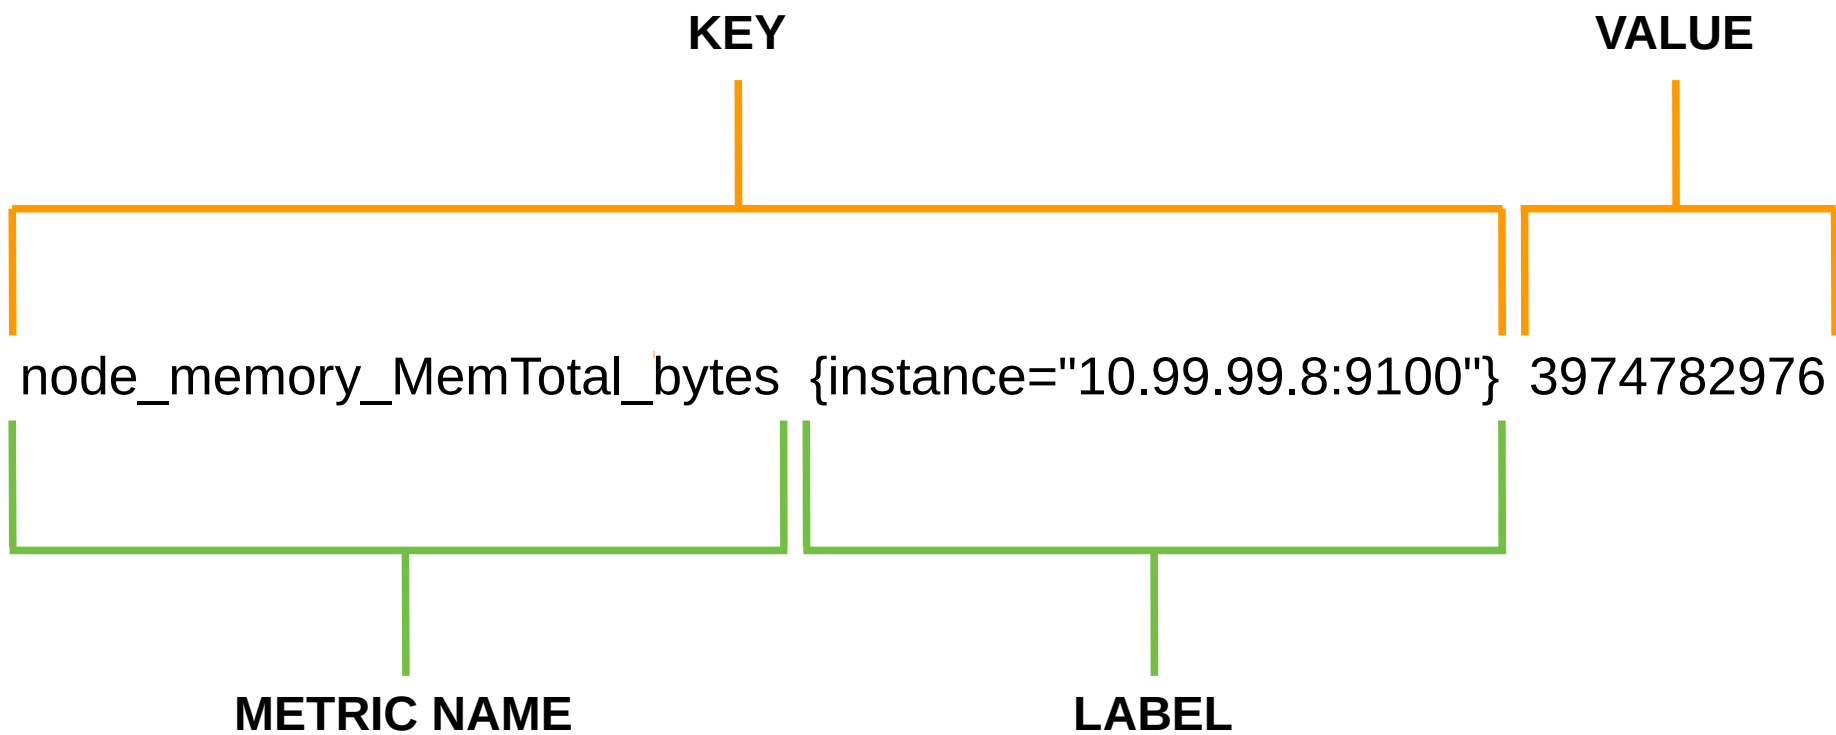 KEY VALUE
node_memory_MemTotal_bytes {instance="10.99.99.8:9100"} 3974782976
METRIC NAME LABEL